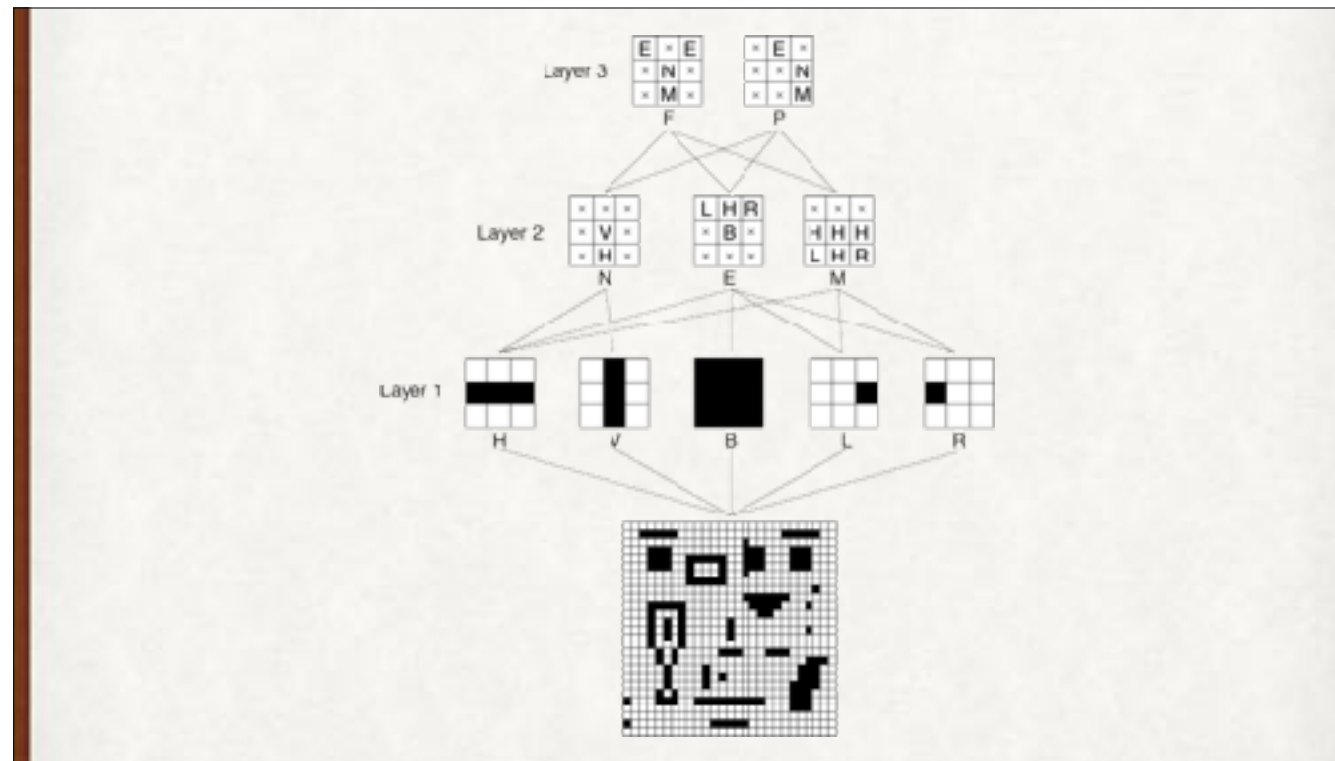 E × E × E ×
Layer 3 × N × × × N
× M × × × M
F P
× × × L H R × × ×
Layer 2 × V × × B × H H H
× H × × × × L H R
N E M
Layer 1
H V B L R